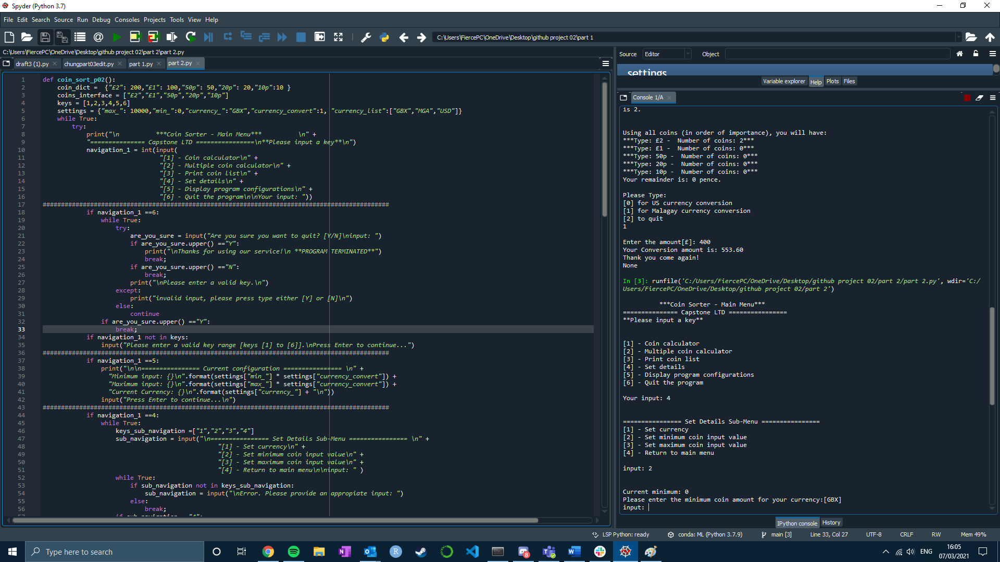 Spyder (Python 3.7)
File Edit Search Source Run Debug Consoles Projects Tools View Help
C:\Users\FiercePC\OneDrive\Desktop\github project 02\part 1
C:\Users\FiercePC\OneDrive\Desktop\github project 02\part 2\part 2.py
draft3 (1).py chungpart03edit.py part 1.py part 2.py
1 def coin_sort_p02():
2 coin_dict =  {"£2": 200,"£1": 100,"50p": 50,"20p": 20,"10p":10 }
3 coins_interface = ["£2","£1","50p","20p","10p"]
4 keys = [1,2,3,4,5,6]
5 settings = {"max_": 10000,"min_":0,"currency_":"GBX","currency_convert":1, "currency_list":["GBX","MGA","USD"]}
6 while True:
7 try:
8 print("\n          ***Coin Sorter - Main Menu***          \n" +
9 "=============== Capstone LTD ================\n**Please input a key**\n")
10 navigation_1 = int(input(
11 "[1] - Coin calculator\n" +
12 "[2] - Multiple coin calculator\n" +
13 "[3] - Print coin list\n" +
14 "[4] - Set details\n" +
15 "[5] - Display program configurations\n" +
16 "[6] - Quit the program\n\nYour input: "))
17 ###############################################################################################
18 if navigation_1 ==6:
19 while True:
20 try:
21 are_you_sure = input("Are you sure you want to quit? [Y/N]\ninput: ")
22 if are_you_sure.upper() =="Y":
23 print("\nThanks for using our service!\n **PROGRAM TERMINATED**")
24 break;
25 if are_you_sure.upper() =="N":
26 break;
27 print("\nPlease enter a valid key.\n")
28 except:
29 print("invalid input, please press type either [Y] or [N]\n")
30 else:
31 continue
32 if are_you_sure.upper() =="Y":
33 break;
34 if navigation_1 not in keys:
35 input("Please enter a valid key range [keys [1] to [6]].\nPress Enter to continue...")
36 ###############################################################################################
37 if navigation_1 ==5:
38 print("\n\n================ Current configuration ================ \n" +
39 "Minimum input: {}\n".format(settings["min_"] * settings["currency_convert"]) +
40 "Maximum input: {}\n".format(settings["max_"] * settings["currency_convert"]) +
41 "Current Currency: {}\n".format(settings["currency_"] + "\n"))
42 input("Press Enter to continue...\n")
43 ###############################################################################################
44 if navigation_1 ==4:
45 while True:
46 keys_sub_navigation =["1","2","3","4"]
47 sub_navigation = input("\n================ Set Details Sub-Menu ================ \n" +
48 "[1] - Set currency\n" +
49 "[2] - Set minimum coin input value\n" +
50 "[3] - Set maximum coin input value\n" +
51 "[4] - Return to main menu\n\ninput: " )
52 while True:
53 if sub_navigation not in keys_sub_navigation:
54 sub_navigation = input("\nError. Please provide an appropiate input: ")
55 else:
56 break;
Source Editor Object
settings
Variable explorer Help Plots Files
Console 1/A
is 2.
Using all coins (in order of importance), you will have:
***Type: £2 -  Number of coins: 2***
***Type: £1 -  Number of coins: 0***
***Type: 50p -  Number of coins: 0***
***Type: 20p -  Number of coins: 0***
***Type: 10p -  Number of coins: 0***
Your remainder is: 0 pence.
Please Type:
[0] for US currency conversion
[1] for Malagay currency conversion
[2] to quit
1
Enter the amount[£]: 400
Your Conversion amount is: 553.60
Thank you come again!
None
In [3]: runfile('C:/Users/FiercePC/OneDrive/Desktop/github project 02/part 2/part 2.py', wdir='C:/
Users/FiercePC/OneDrive/Desktop/github project 02/part 2')
***Coin Sorter - Main Menu***
=============== Capstone LTD ================
**Please input a key**
[1] - Coin calculator
[2] - Multiple coin calculator
[3] - Print coin list
[4] - Set details
[5] - Display program configurations
[6] - Quit the program
Your input: 4
================ Set Details Sub-Menu ================
[1] - Set currency
[2] - Set minimum coin input value
[3] - Set maximum coin input value
[4] - Return to main menu
input: 2
Current minimum: 0
Please enter the minimum coin amount for your currency:[GBX]
input:
IPython console History
LSP Python: ready conda: ML (Python 3.7.9) main [3] Line 33, Col 27 UTF-8 CRLF RW Mem 49%
Type here to search
ENG
16:05
07/03/2021